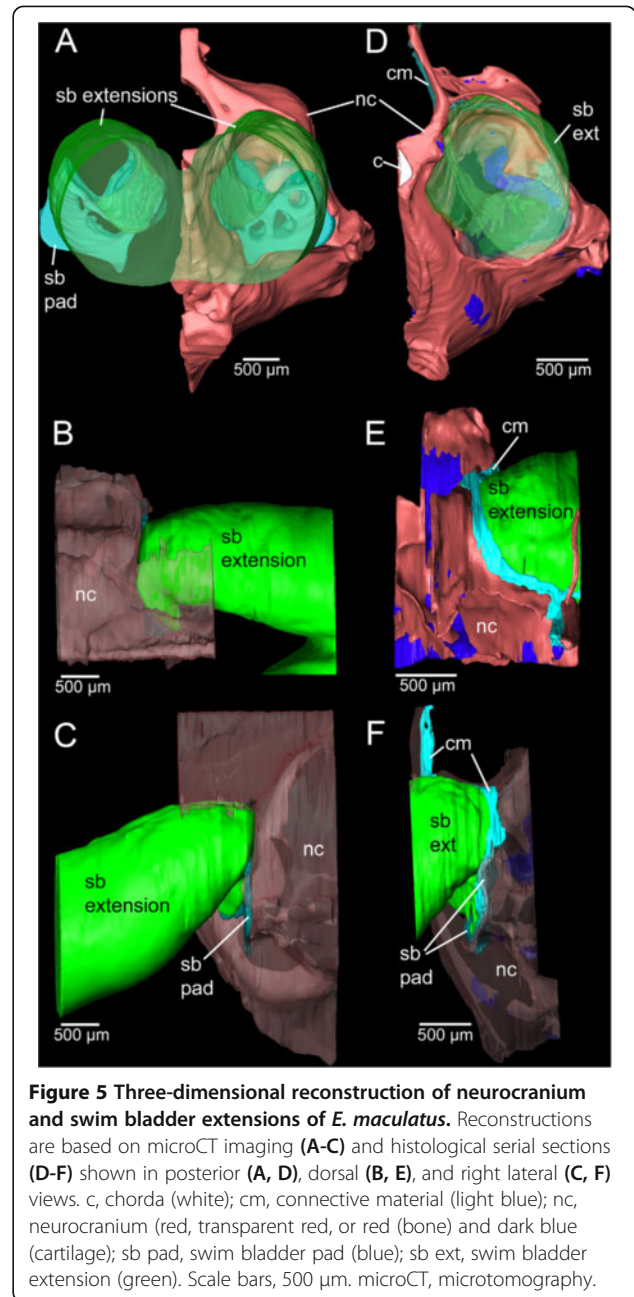 A
D
sb extensions
cm
nc
sb
ext
c
sb
pad
500 µm
500 µm
B
E
cm
sb
extension
sb
extension
nc
nc
500 µm
500 µm
C
F
cm
sb
ext
nc
sb
extension
sb
pad
sb
pad
nc
500 µm
500 µm
Figure 5 Three-dimensional reconstruction of neurocranium
and swim bladder extensions of E. maculatus. Reconstructions
are based on microCT imaging (A-C) and histological serial sections
(D-F) shown in posterior (A, D), dorsal (B, E), and right lateral (C, F)
views. c, chorda (white); cm, connective material (light blue); nc,
neurocranium (red, transparent red, or red (bone) and dark blue
(cartilage); sb pad, swim bladder pad (blue); sb ext, swim bladder
extension (green). Scale bars, 500 µm. microCT, microtomography.